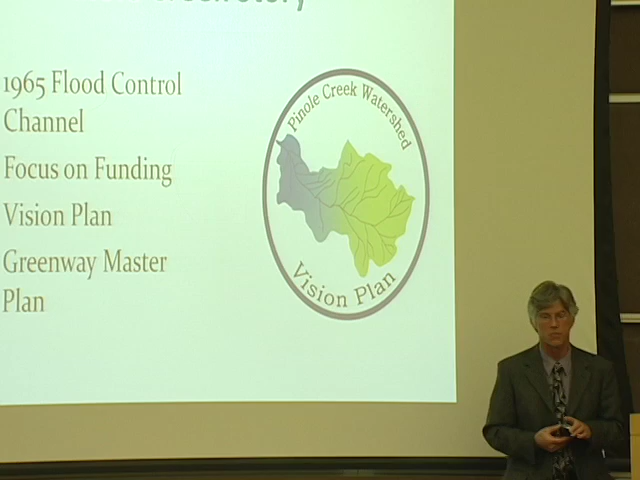 1965 Flood Control
Channel
Focus on Funding
Vision Plan
Greenway Master
Plan
Pinole Creek Watershed
Vision Plan